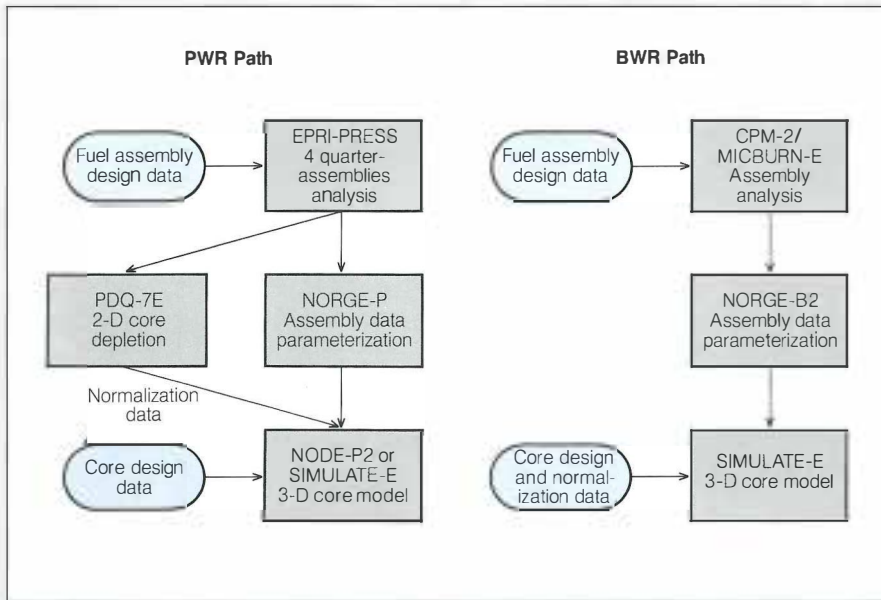 PWR Path
Fuel assembly
design data
EPRI-PRESS
4 quarter-
assemblies
analysis
PDQ-7E
2-D core
depletion
NORGE-P
Assembly data
parameterization
Normalization
data
Core design
data
NODE-P2 or
SIMULATE-E
3-D core model
BWR Path
Fuel assembly
design data
CPM-2/
MICBURN-E
Assembly
analysis
NORGE-B2
Assembly data
parameterization
Core design
and normal-
ization data
SIMULATE-E
3-D core model